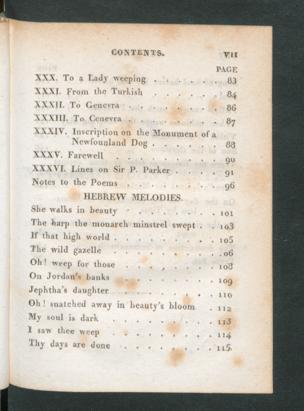 CONTENTS. VII
PAGE
XXX. To a Lady weeping 83
XXXI. From the Turkish 84
XXXII. To Genevra 86
XXXIII. To Genevra 87
XXXIV. Inscription on the Monument of a
Newfounland Dog 88
XXXV. Farewell 90
XXXVI. Lines on Sir P. Parker 91
Notes to the Poems 96
HEBREW MELODIES.
She walks in beauty 101
The harp the monarch minstrel swept 103
If that high world 105
The wild gazelle 06
Oh! weep for those 108
On Jordan's banks 109
Jephtha's daughter 110
Oh! snatched away in beauty's bloom 112
My soul is dark 113
I saw thee weep 114
Thy days are done 115